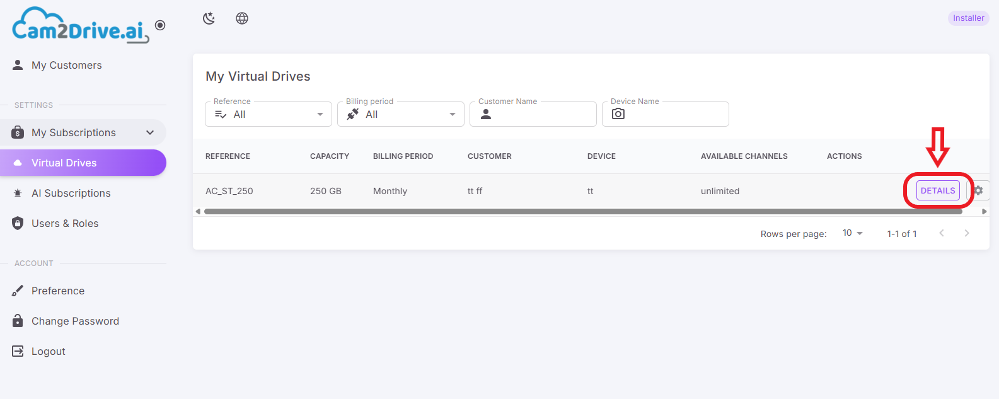 Cam2Drive.ai
Installer
My Customers
SETTINGS
My Subscriptions
Virtual Drives
AI Subscriptions
Users & Roles
ACCOUNT
Preference
Change Password
Logout
My Virtual Drives
Reference Billing period Customer Name Device Name
All All
REFERENCE CAPACITY BILLING PERIOD CUSTOMER DEVICE AVAILABLE CHANNELS ACTIONS
AC_ST_250 250 GB Monthly tt ff tt unlimited DETAILS
Rows per page: 10 1-1 of 1